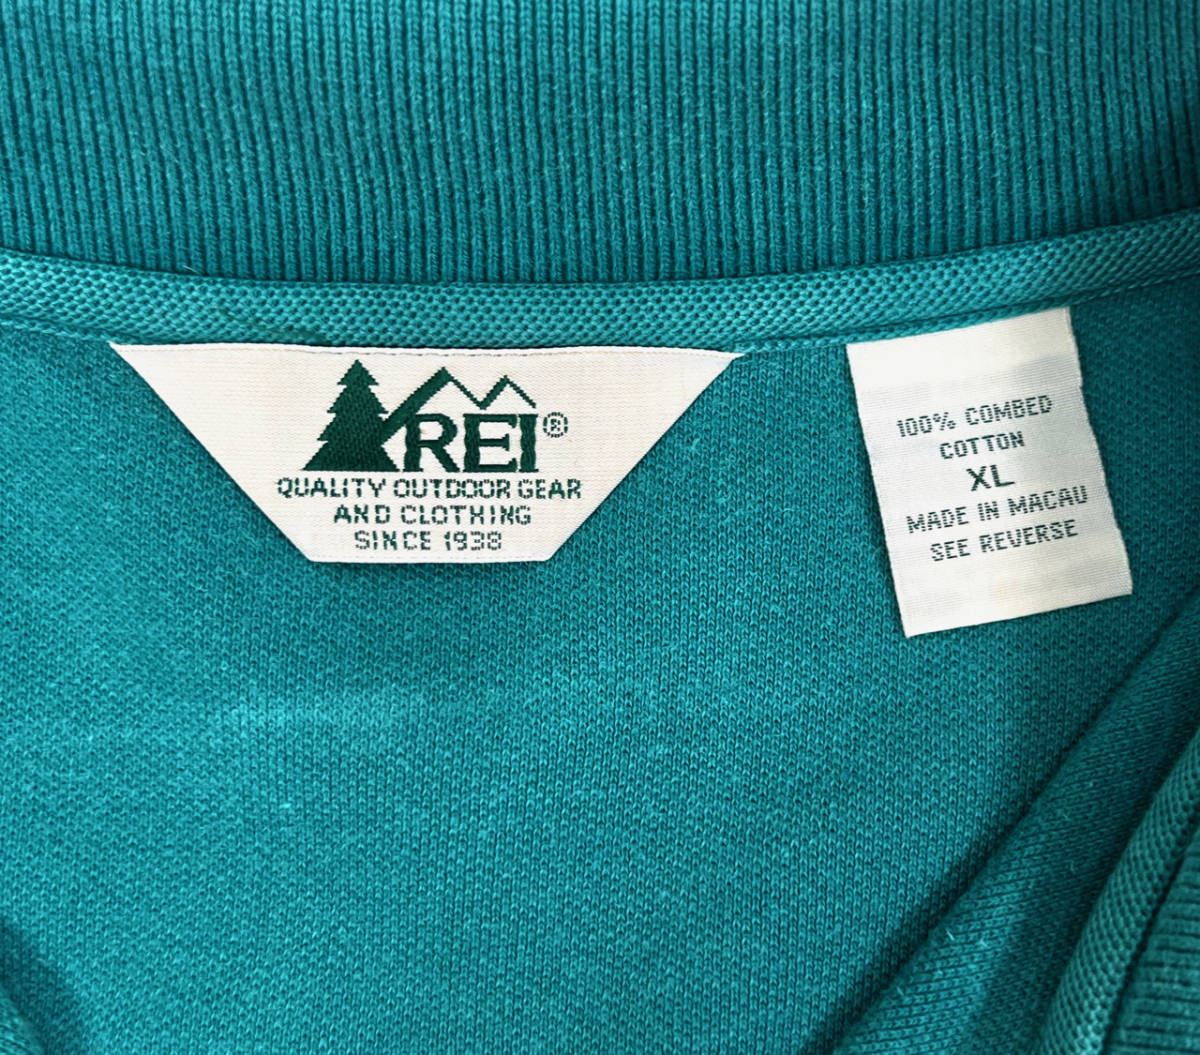 REI®
QUALITY OUTDOOR GEAR
AND CLOTHING
SINCE 1938
100% COMBED
COTTON
XL
MADE IN MACAU
SEE REVERSE